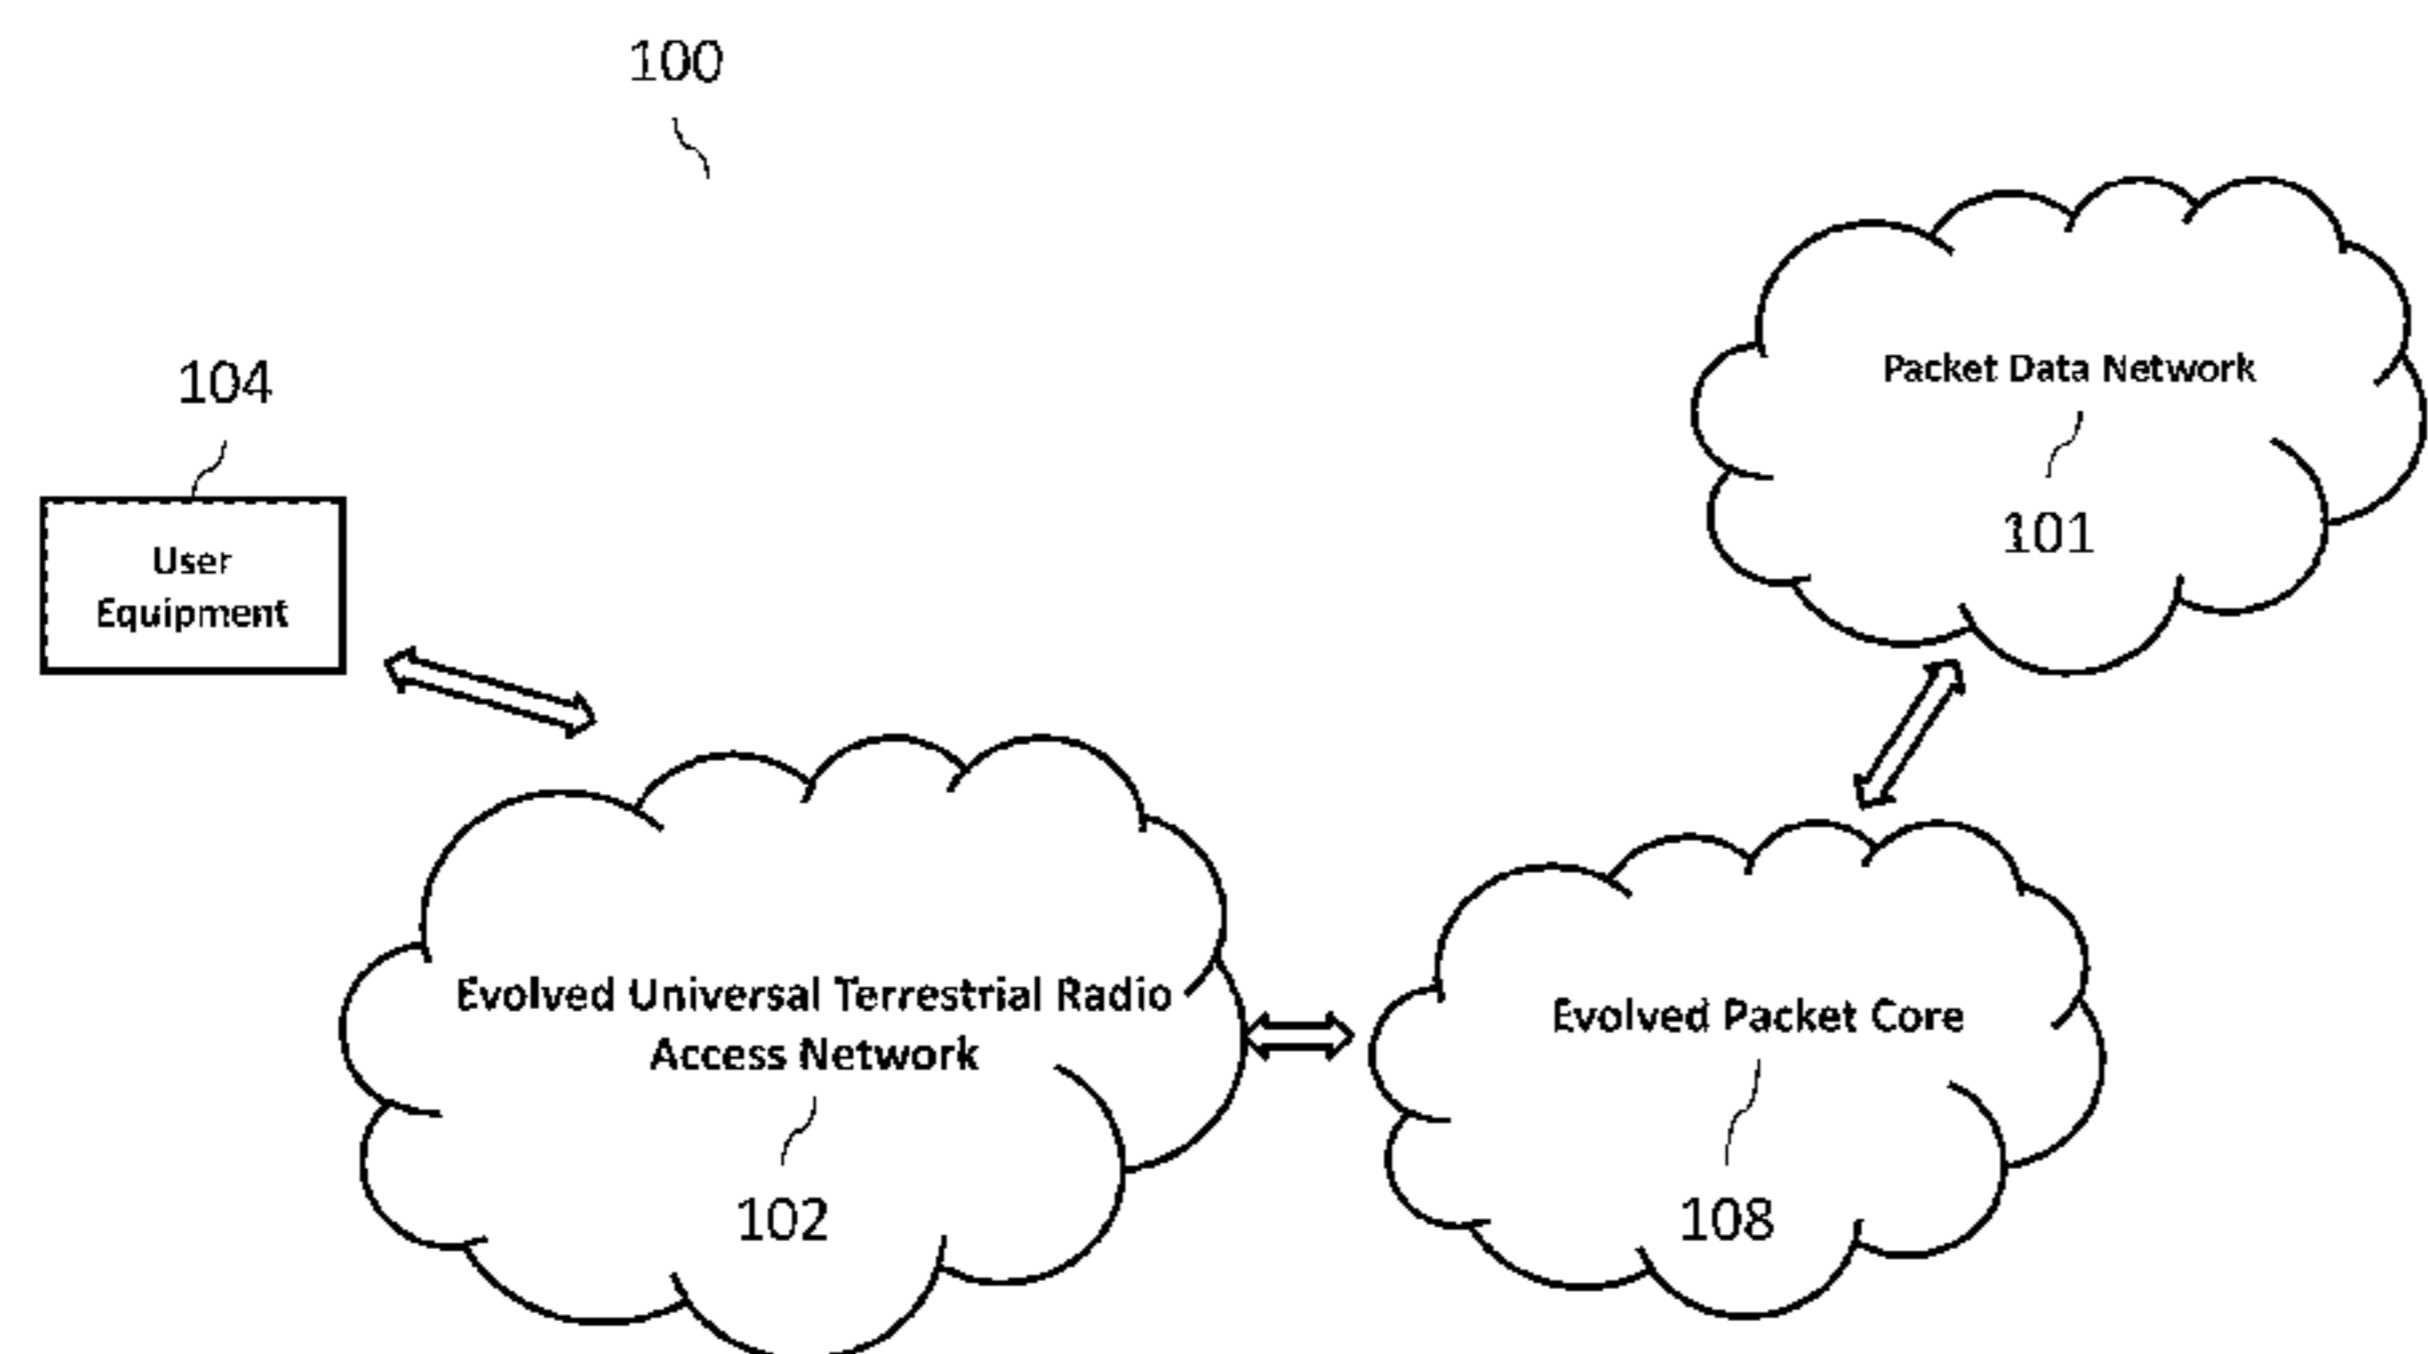 100
104
User
Equipment
Packet Data Network
101
Evolved Universal Terrestrial Radio
Access Network
102
Evolved Packet Core
108